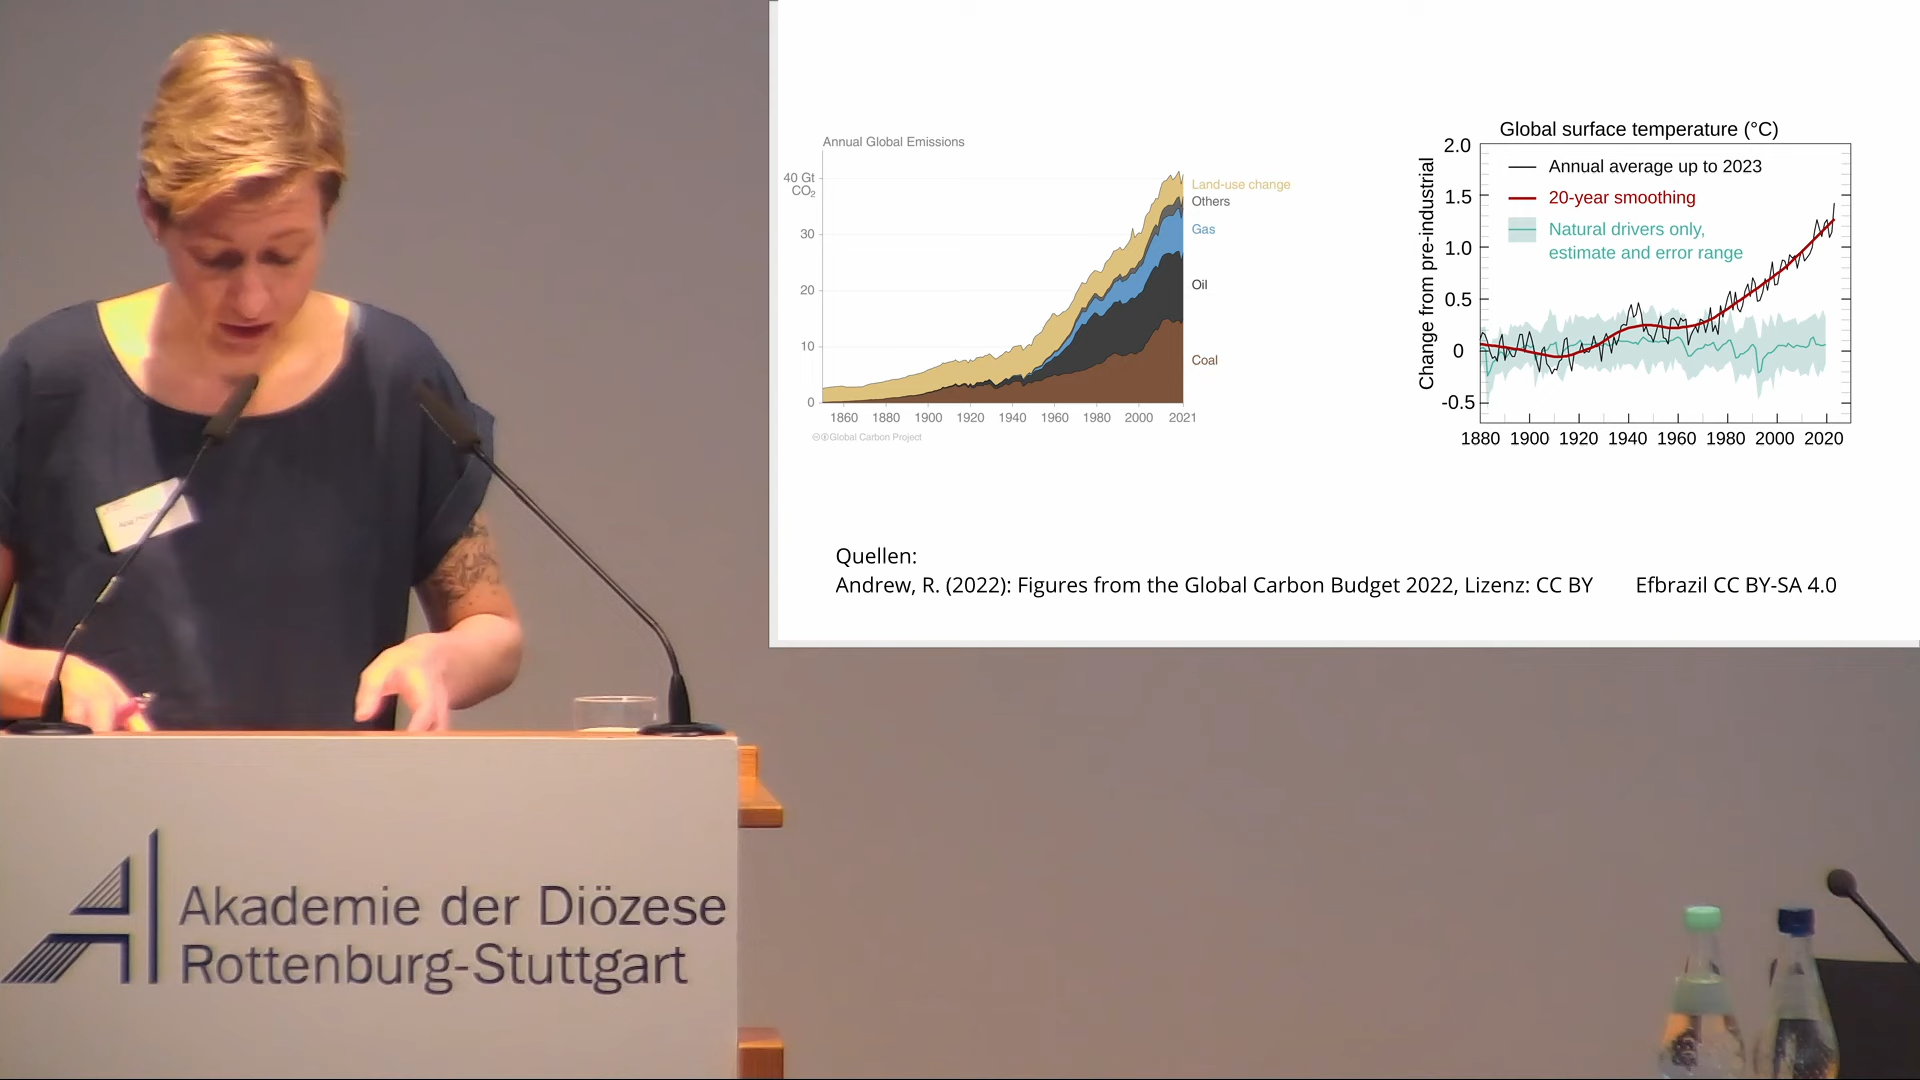 Annual Global Emissions
40 Gt
CO₂
30
20
10
0
1860 1880 1900 1920 1940 1960 1980 2000 2021
Land-use change
Others
Gas
Oil
Coal
Global Carbon Project
Global surface temperature (°C)
Change from pre-industrial
2.0
1.5
1.0
0.5
0
-0.5
Annual average up to 2023
20-year smoothing
Natural drivers only,
estimate and error range
1880 1900 1920 1940 1960 1980 2000 2020
Quellen:
Andrew, R. (2022): Figures from the Global Carbon Budget 2022, Lizenz: CC BY
Efbrazil CC BY-SA 4.0
Akademie der Diözese
Rottenburg-Stuttgart